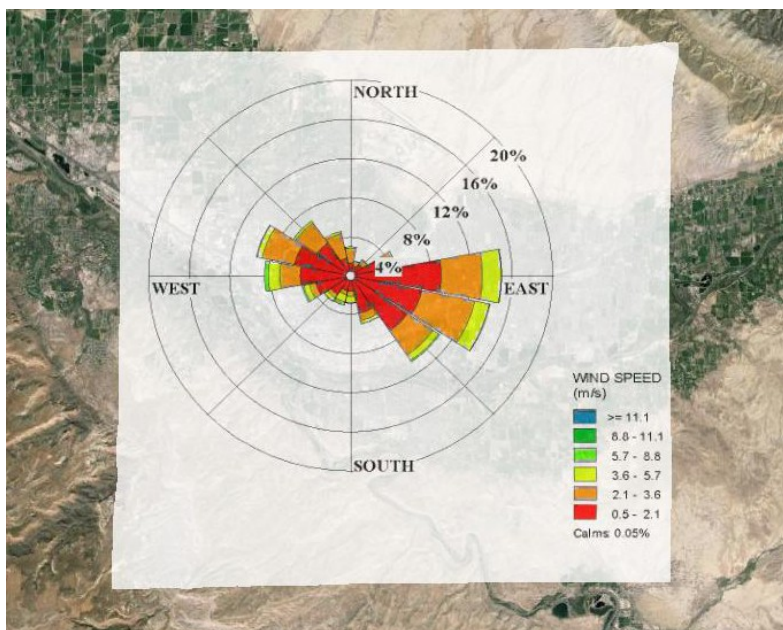 NORTH
20%
16%
12%
8%
4%
WEST
EAST
SOUTH
WIND SPEED
(m/s)
>= 11.1
8.8 - 11.1
5.7 - 8.8
3.6 - 5.7
2.1 - 3.6
0.5 - 2.1
Calms: 0.05%